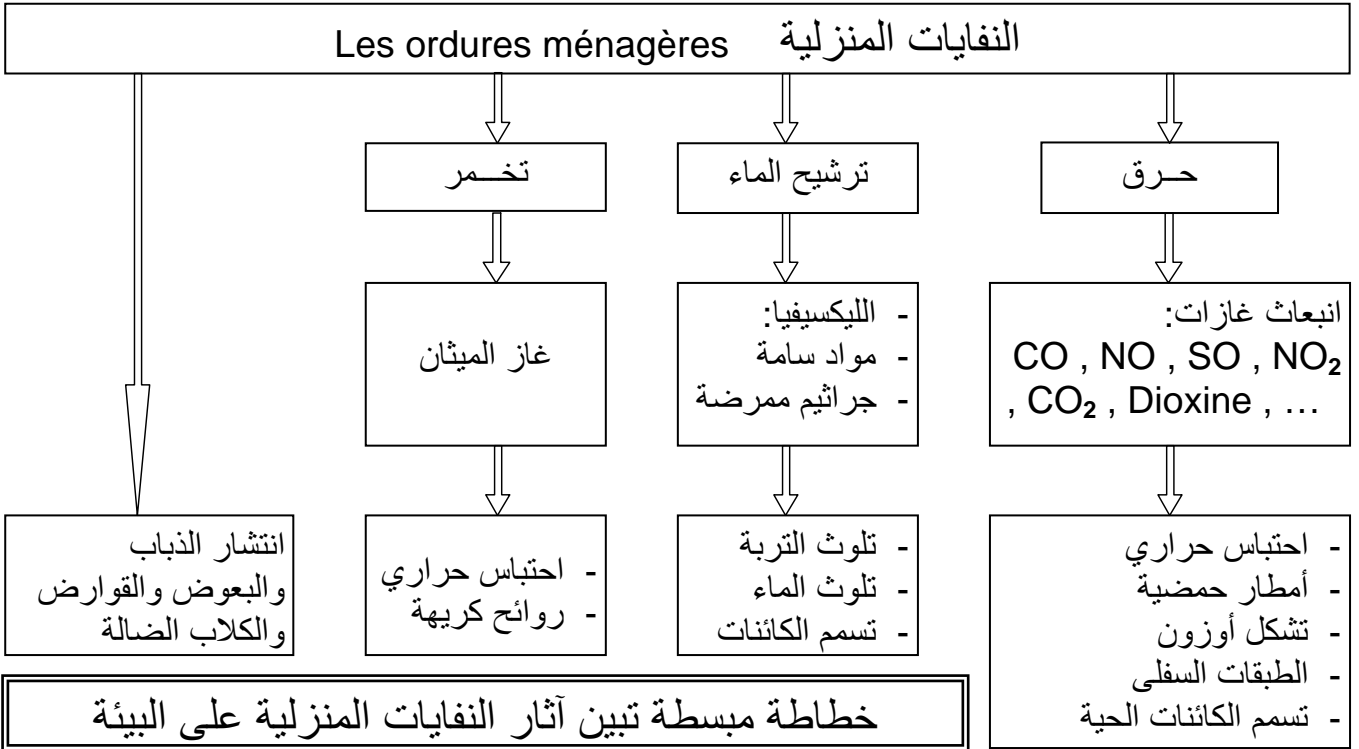 النفايات المنزلية Les ordures ménagères
حــرق
ترشيح الماء
تخــمر
انبعاث غازات:
CO , NO , SO , NO₂
, CO₂ , Dioxine , …
- الليكسيفيا:
- مواد سامة
- جراثيم ممرضة
غاز الميثان
- احتباس حراري
- أمطار حمضية
- تشكل أوزون
- الطبقات السفلى
- تسمم الكائنات الحية
- تلوث التربة
- تلوث الماء
- تسمم الكائنات
- احتباس حراري
- روائح كريهة
انتشار الذباب
والبعوض والقوارض
والكلاب الضالة
خطاطة مبسطة تبين آثار النفايات المنزلية على البيئة